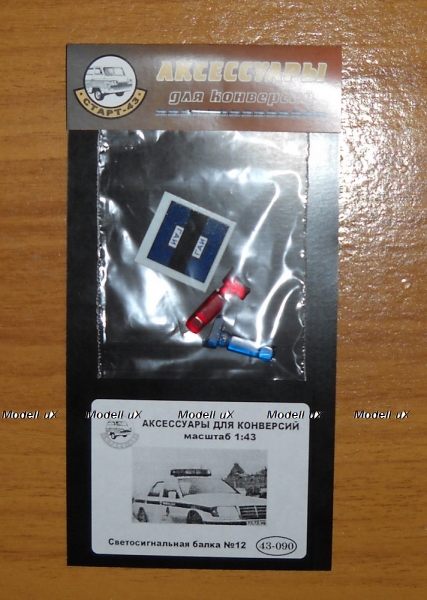 АКСЕССУАРЫ
для конверсий
СТАРТ-43
ГАИ
ГАИ
Modell uX Modell uX Modell uX Modell uX Modell uX
АКСЕССУАРЫ ДЛЯ КОНВЕРСИЙ
масштаб 1:43
Светосигнальная балка №12
43-090